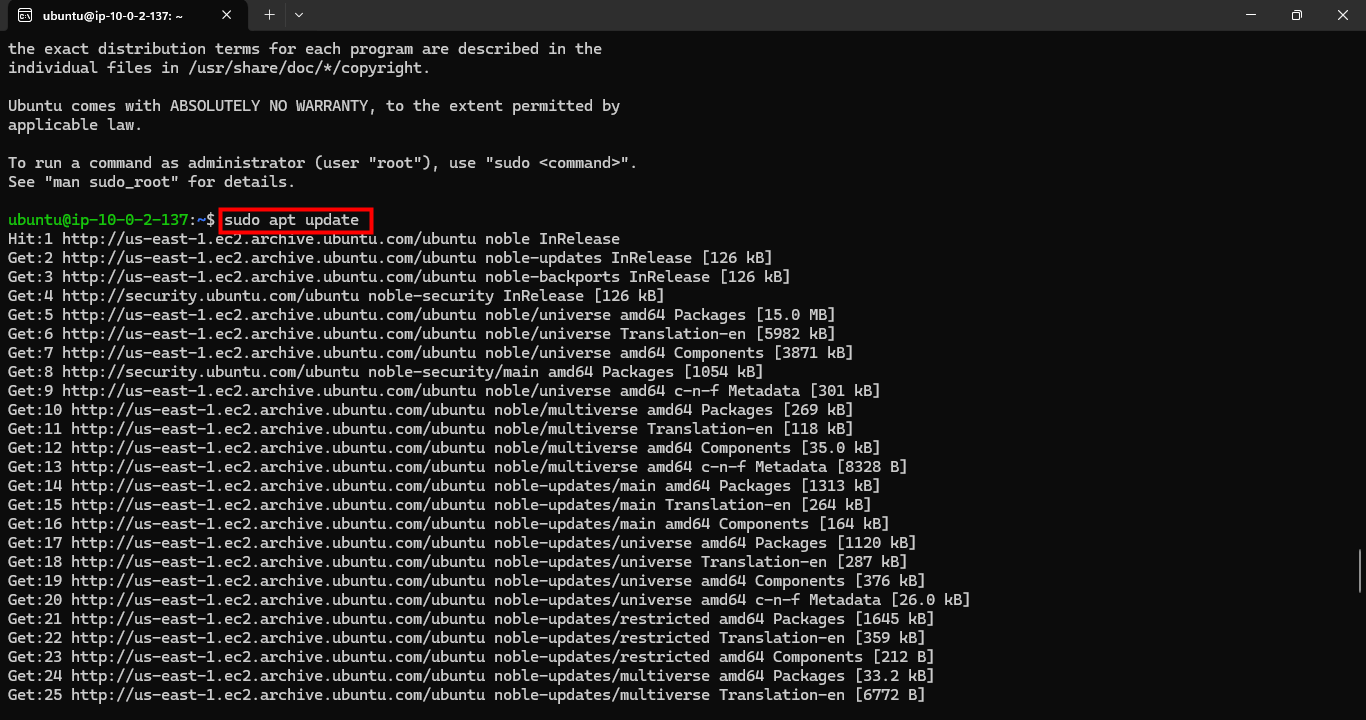 ubuntu@ip-10-0-2-137: ~
the exact distribution terms for each program are described in the
individual files in /usr/share/doc/*/copyright.
Ubuntu comes with ABSOLUTELY NO WARRANTY, to the extent permitted by
applicable law.
To run a command as administrator (user "root"), use "sudo <command>".
See "man sudo_root" for details.
ubuntu@ip-10-0-2-137:~$ sudo apt update
Hit:1 http://us-east-1.ec2.archive.ubuntu.com/ubuntu noble InRelease
Get:2 http://us-east-1.ec2.archive.ubuntu.com/ubuntu noble-updates InRelease [126 kB]
Get:3 http://us-east-1.ec2.archive.ubuntu.com/ubuntu noble-backports InRelease [126 kB]
Get:4 http://security.ubuntu.com/ubuntu noble-security InRelease [126 kB]
Get:5 http://us-east-1.ec2.archive.ubuntu.com/ubuntu noble/universe amd64 Packages [15.0 MB]
Get:6 http://us-east-1.ec2.archive.ubuntu.com/ubuntu noble/universe Translation-en [5982 kB]
Get:7 http://us-east-1.ec2.archive.ubuntu.com/ubuntu noble/universe amd64 Components [3871 kB]
Get:8 http://security.ubuntu.com/ubuntu noble-security/main amd64 Packages [1054 kB]
Get:9 http://us-east-1.ec2.archive.ubuntu.com/ubuntu noble/universe amd64 c-n-f Metadata [301 kB]
Get:10 http://us-east-1.ec2.archive.ubuntu.com/ubuntu noble/multiverse amd64 Packages [269 kB]
Get:11 http://us-east-1.ec2.archive.ubuntu.com/ubuntu noble/multiverse Translation-en [118 kB]
Get:12 http://us-east-1.ec2.archive.ubuntu.com/ubuntu noble/multiverse amd64 Components [35.0 kB]
Get:13 http://us-east-1.ec2.archive.ubuntu.com/ubuntu noble/multiverse amd64 c-n-f Metadata [8328 B]
Get:14 http://us-east-1.ec2.archive.ubuntu.com/ubuntu noble-updates/main amd64 Packages [1313 kB]
Get:15 http://us-east-1.ec2.archive.ubuntu.com/ubuntu noble-updates/main Translation-en [264 kB]
Get:16 http://us-east-1.ec2.archive.ubuntu.com/ubuntu noble-updates/main amd64 Components [164 kB]
Get:17 http://us-east-1.ec2.archive.ubuntu.com/ubuntu noble-updates/universe amd64 Packages [1120 kB]
Get:18 http://us-east-1.ec2.archive.ubuntu.com/ubuntu noble-updates/universe Translation-en [287 kB]
Get:19 http://us-east-1.ec2.archive.ubuntu.com/ubuntu noble-updates/universe amd64 Components [376 kB]
Get:20 http://us-east-1.ec2.archive.ubuntu.com/ubuntu noble-updates/universe amd64 c-n-f Metadata [26.0 kB]
Get:21 http://us-east-1.ec2.archive.ubuntu.com/ubuntu noble-updates/restricted amd64 Packages [1645 kB]
Get:22 http://us-east-1.ec2.archive.ubuntu.com/ubuntu noble-updates/restricted Translation-en [359 kB]
Get:23 http://us-east-1.ec2.archive.ubuntu.com/ubuntu noble-updates/restricted amd64 Components [212 B]
Get:24 http://us-east-1.ec2.archive.ubuntu.com/ubuntu noble-updates/multiverse amd64 Packages [33.2 kB]
Get:25 http://us-east-1.ec2.archive.ubuntu.com/ubuntu noble-updates/multiverse Translation-en [6772 B]